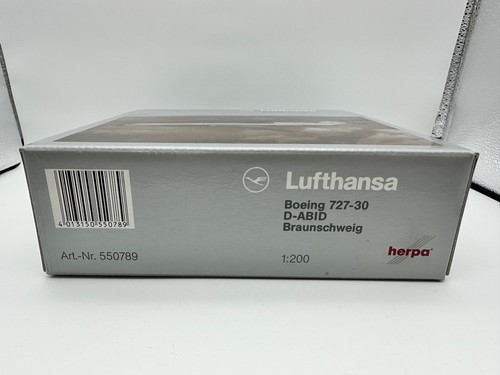 Lufthansa
Boeing 727-30
D-ABID
Braunschweig
4 013150 550789
Art.-Nr. 550789
1:200
herpa